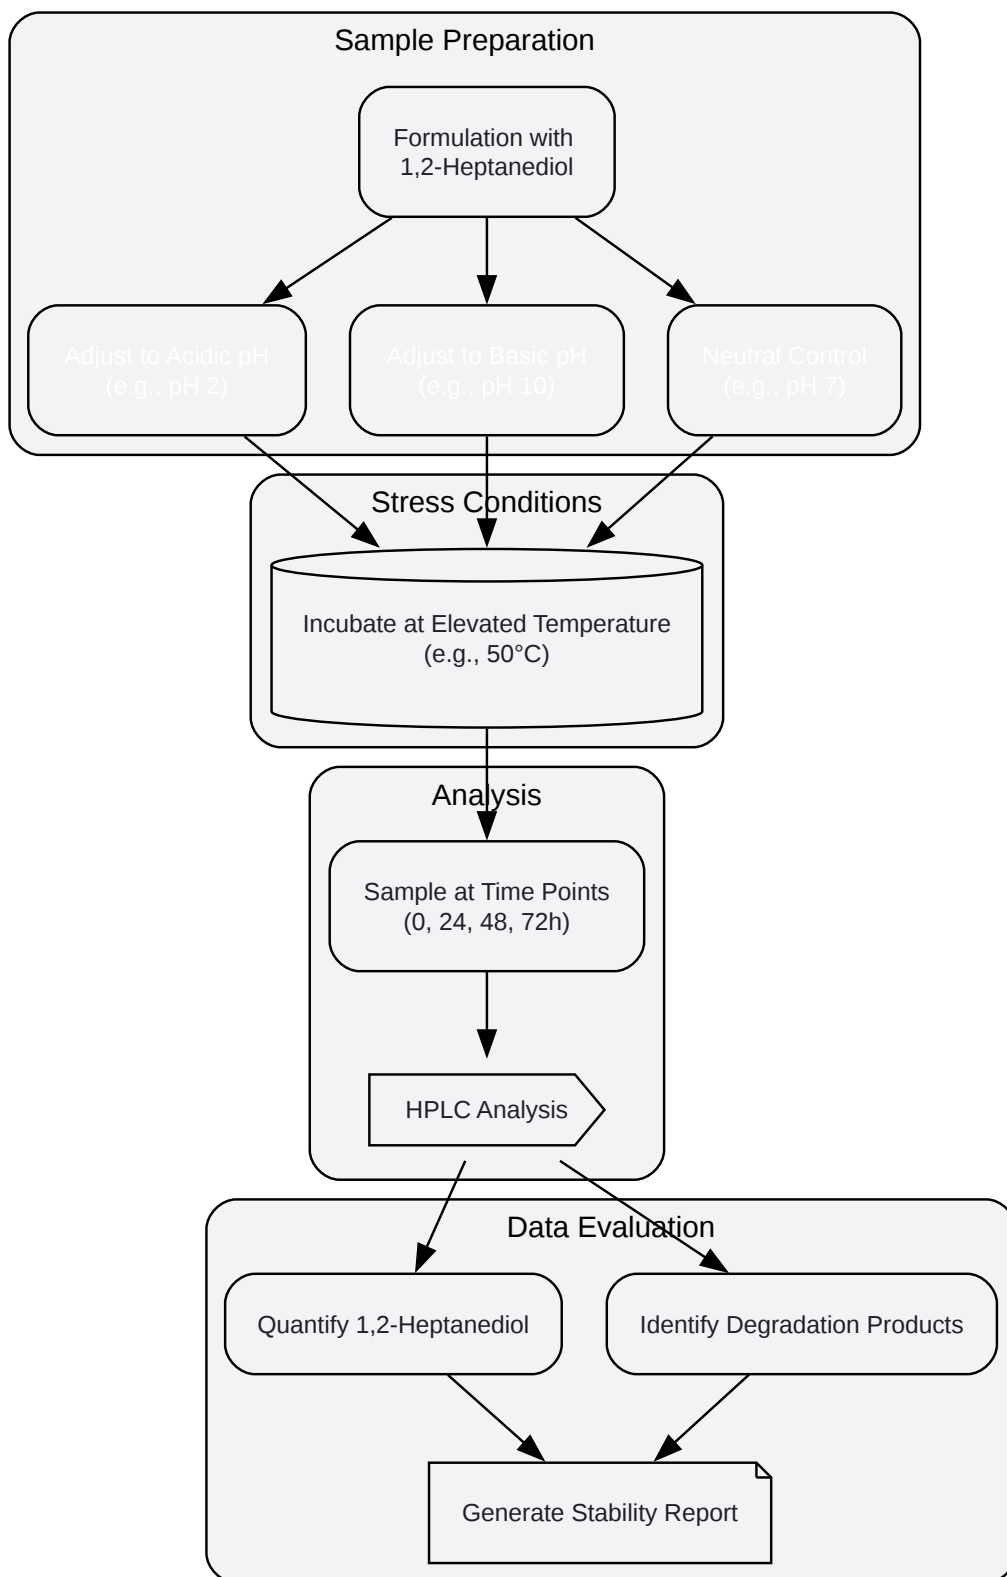 Sample Preparation
Formulation with
1,2-Heptanediol
Adjust to Acidic pH
(e.g., pH 2)
Adjust to Basic pH
(e.g., pH 10)
Neutral Control
(e.g., pH 7)
Stress Conditions
Incubate at Elevated Temperature
(e.g., 50°C)
Analysis
Sample at Time Points
(0, 24, 48, 72h)
HPLC Analysis
Data Evaluation
Quantify 1,2-Heptanediol
Identify Degradation Products
Generate Stability Report